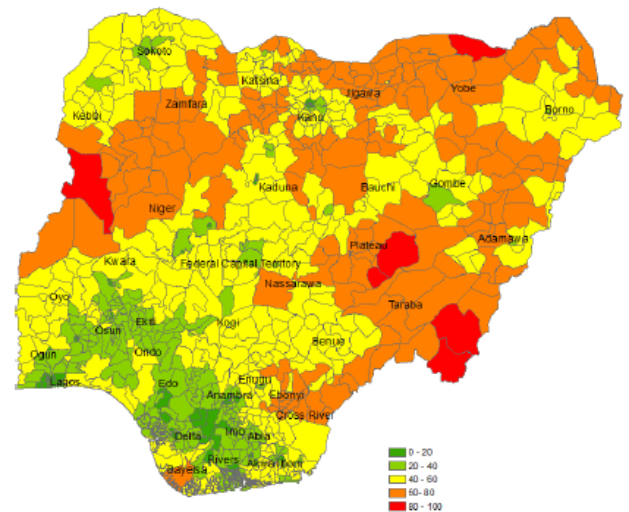 Sokoto
Katsina
Jigawa
Yobe
Zamfara
Borno
Kebbi
Kano
Kaduna
Bauchi
Gombe
Niger
Plateau
Adamawa
Kwara
Federal Capital Territory
Nassarawa
Oyo
Taraba
Osun
Ekiti
Kogi
Benue
Ogun
Ondo
Lagos
Edo
Enugu
Anambra
Ebonyi
Cross River
Delta
Imo
Abia
Rivers
Akwa Ibom
Bayelsa
0 - 20
20 - 40
40 - 60
60- 80
80 - 100